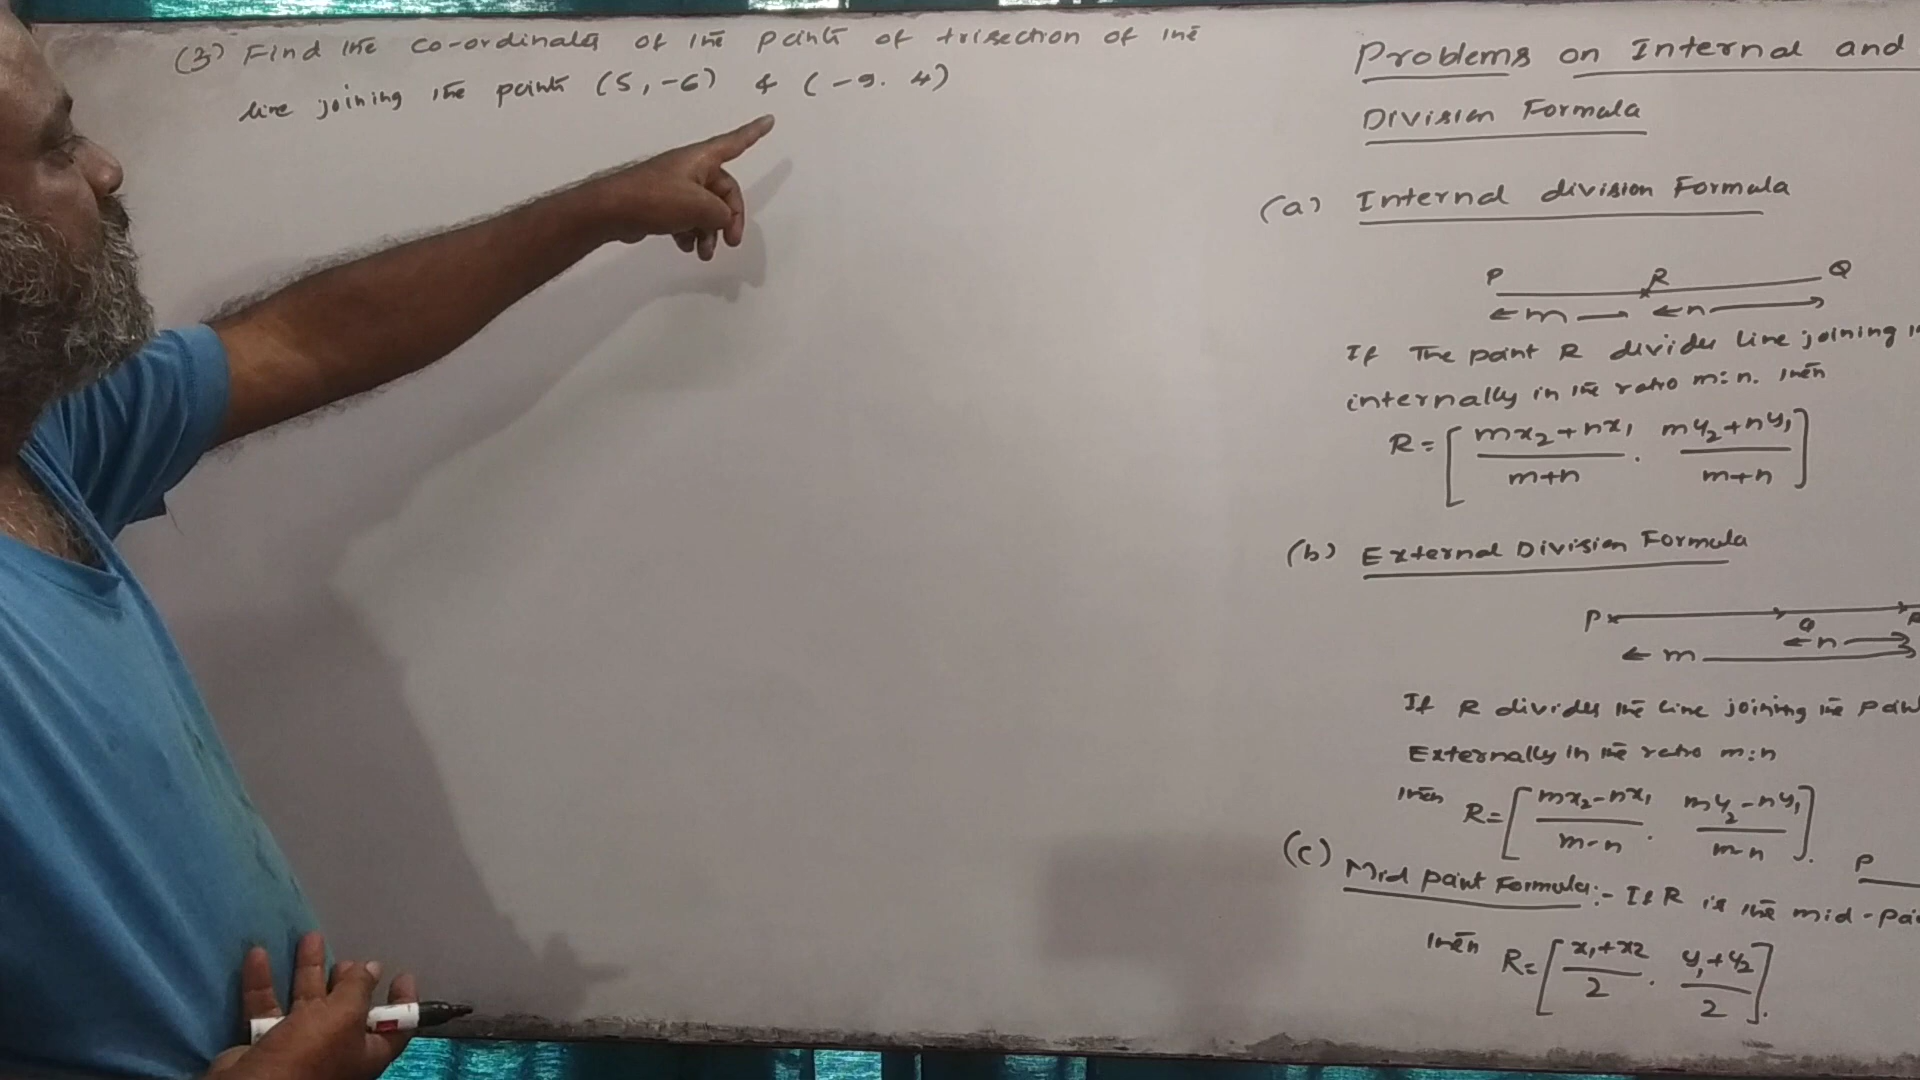 (3) Find the co-ordinates of the points of trisection of the
line joining the points (5, -6) & (-9. 4)
Problems on Internal and
Division Formula
(a) Internal division Formula
P R Q
← m — ← n →
If The point R divides line joining
internally in the ratio m:n. then
R = [ mx₂+nx₁ / m+n . my₂+ny₁ / m+n ]
(b) External Division Formula
P Q
← n →
← m →
If R divides the line joining the
Externally in the ratio m:n
then R = [ mx₂-nx₁ / m-n . my₂-ny₁ / m-n ].
(c) Mid point Formula:- If R is the mid-
P
then R = [ x₁+x2 / 2 . y₁+y₂ / 2 ].